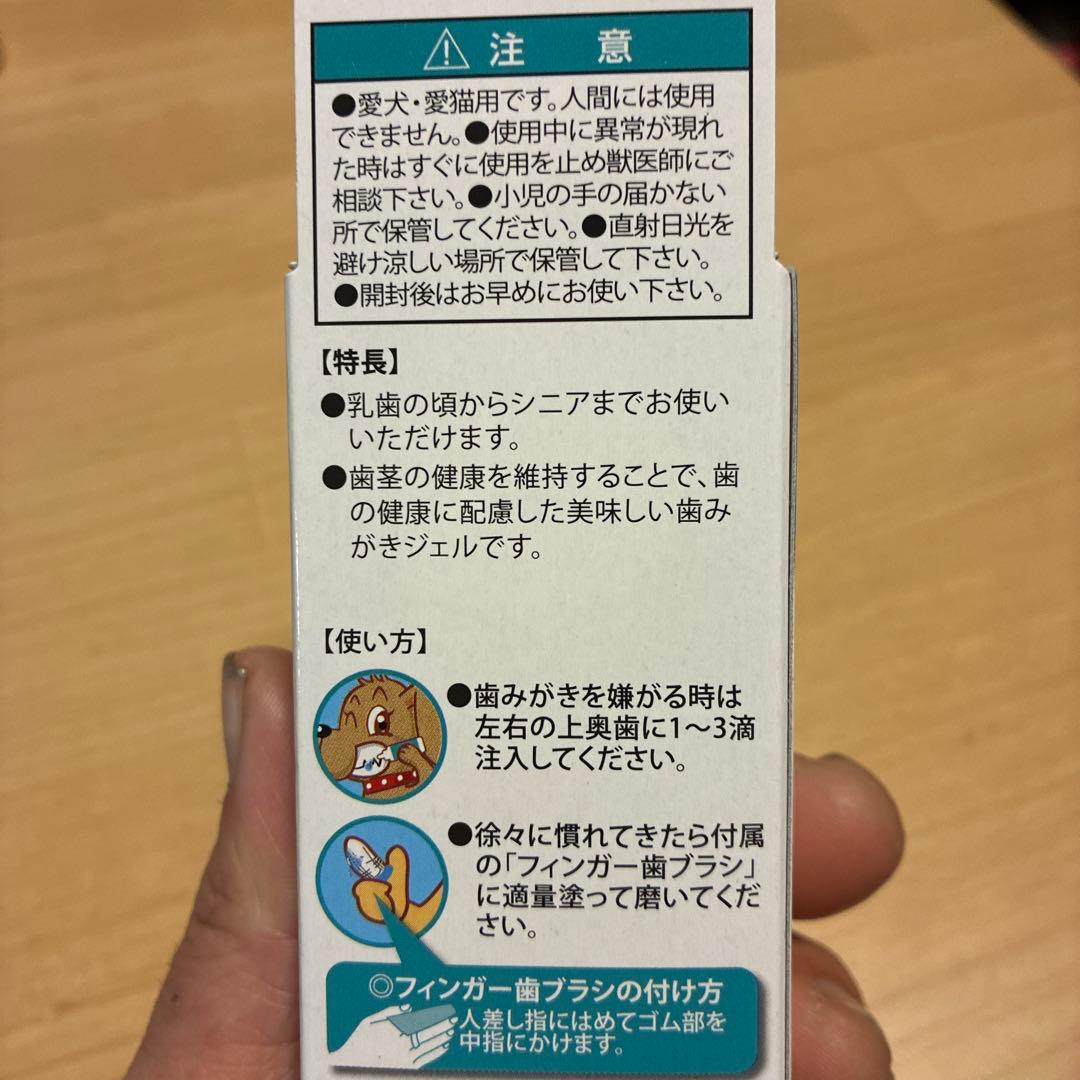 ⚠ 注 意
●愛犬・愛猫用です。人間には使用
できません。●使用中に異常が現れ
た時はすぐに使用を止め獣医師にご
相談下さい。●小児の手の届かない
所で保管してください。●直射日光を
避け涼しい場所で保管して下さい。
●開封後はお早めにお使い下さい。
【特長】
●乳歯の頃からシニアまでお使い
いただけます。
●歯茎の健康を維持することで、歯
の健康に配慮した美味しい歯み
がきジェルです。
【使い方】
●歯みがきを嫌がる時は
左右の上奥歯に1〜3滴
注入してください。
●徐々に慣れてきたら付属
の「フィンガー歯ブラシ」
に適量塗って磨いてくだ
さい。
◎フィンガー歯ブラシの付け方
人差し指にはめてゴム部を
中指にかけます。